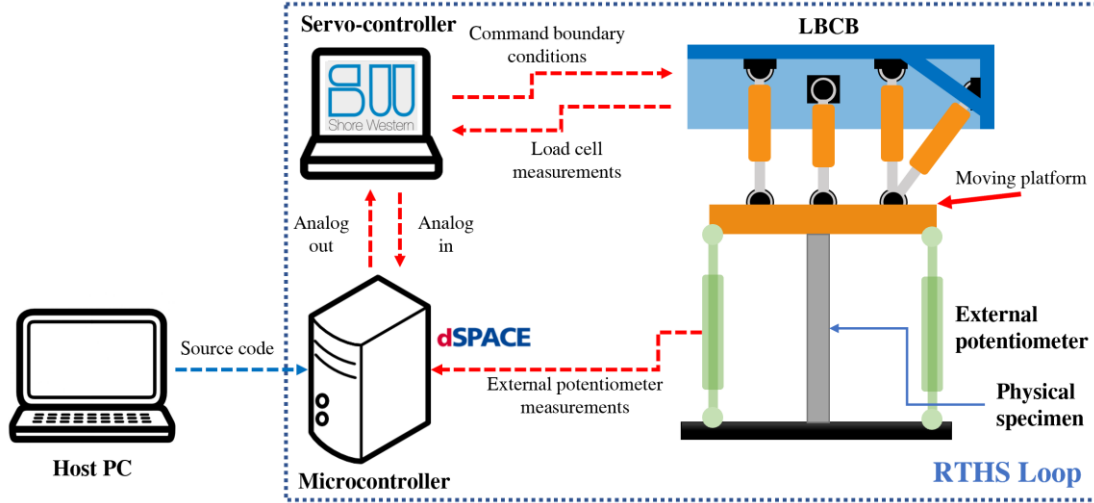 Servo-controller
Shore Western
Command boundary
conditions
Load cell
measurements
LBCB
Moving platform
Analog
out
Analog
in
dSPACE
Source code
External potentiometer
measurements
External
potentiometer
Physical
specimen
Host PC
Microcontroller
RTHS Loop